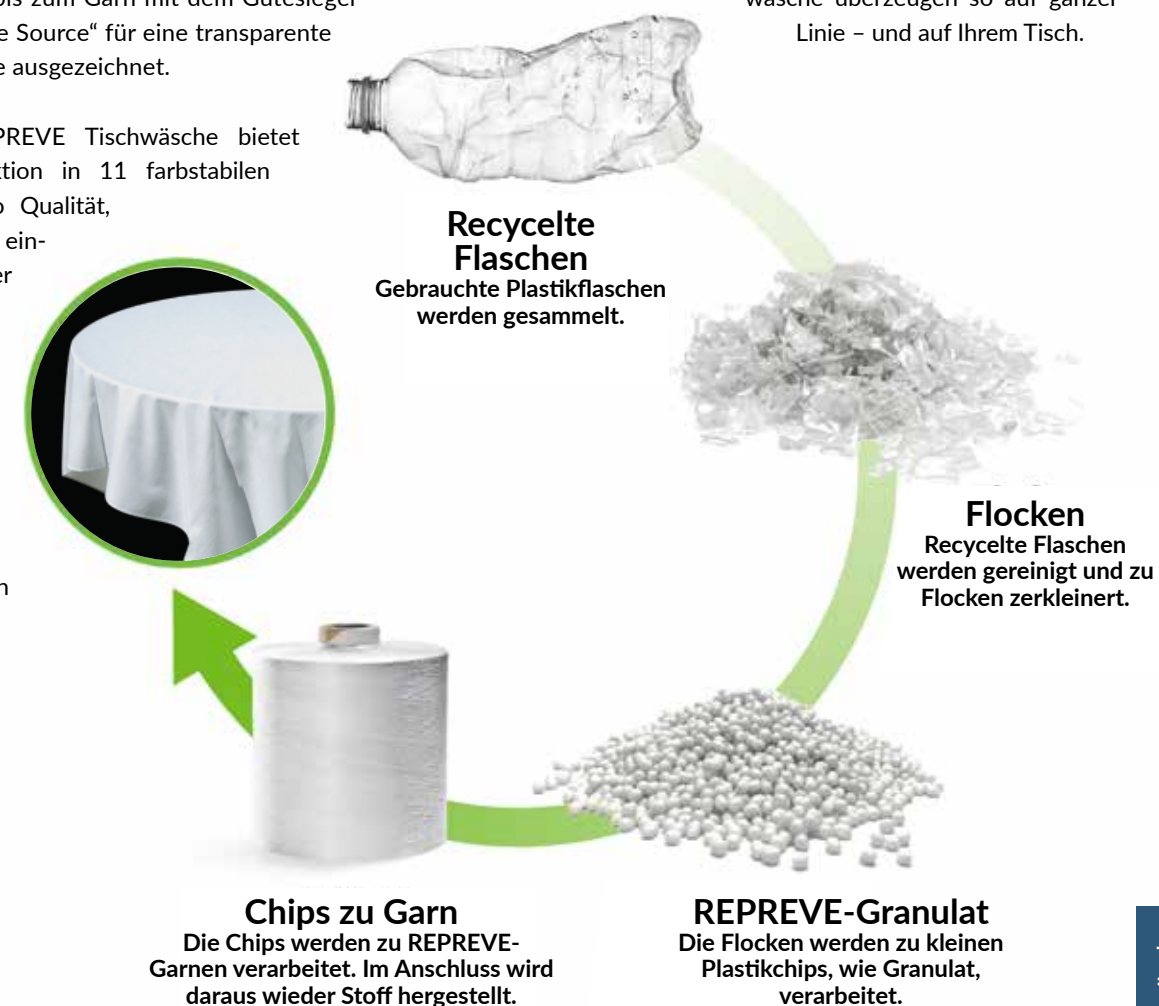 bis zum Garn mit dem Gütesiegel
Source“ für eine transparente
ausgezeichnet.
Tischwäsche bietet
in 11 farbstabilen
Qualität,
ein-
wäsche überzeugen so auf ganzer
Linie – und auf Ihrem Tisch.
Recycelte
Flaschen
Gebrauchte Plastikflaschen
werden gesammelt.
Flocken
Recycelte Flaschen
werden gereinigt und zu
Flocken zerkleinert.
REPREVE-Granulat
Die Flocken werden zu kleinen
Plastikchips, wie Granulat,
verarbeitet.
Chips zu Garn
Die Chips werden zu REPREVE-
Garnen verarbeitet. Im Anschluss wird
daraus wieder Stoff hergestellt.